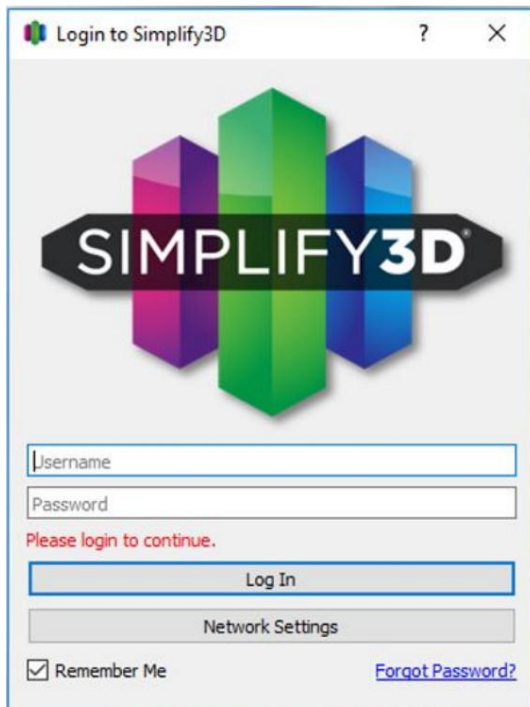 Login to Simplify3D ? ×
SIMPLIFY3D®
Username
Password
Please login to continue.
Log In
Network Settings
Remember Me Forgot Password?